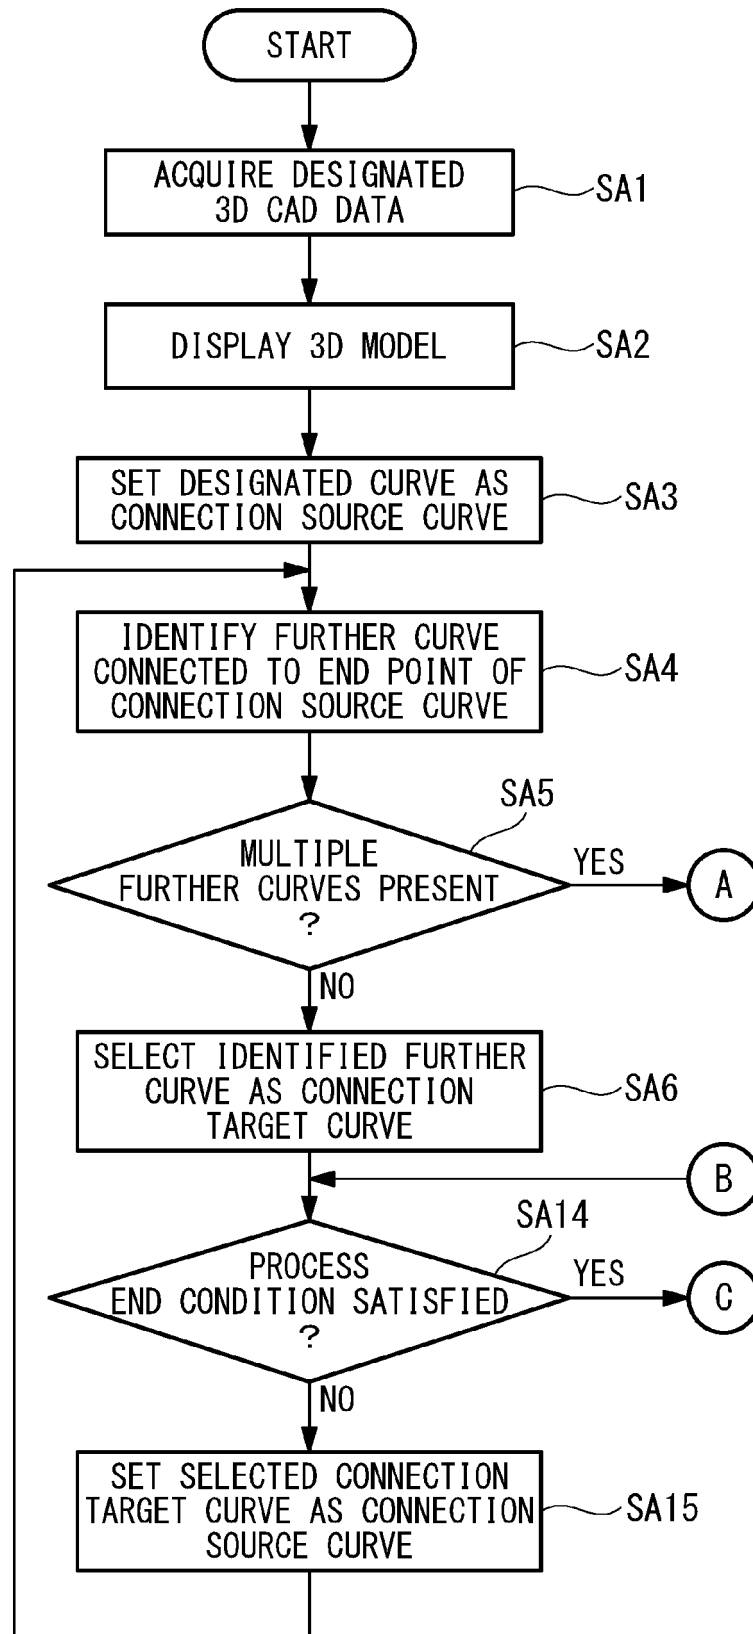 START
ACQUIRE DESIGNATED
3D CAD DATA
SA1
DISPLAY 3D MODEL
SA2
SET DESIGNATED CURVE AS
CONNECTION SOURCE CURVE
SA3
IDENTIFY FURTHER CURVE
CONNECTED TO END POINT OF
CONNECTION SOURCE CURVE
SA4
SA5
MULTIPLE
FURTHER CURVES PRESENT
?
YES
A
NO
SELECT IDENTIFIED FURTHER
CURVE AS CONNECTION
TARGET CURVE
SA6
B
SA14
PROCESS
END CONDITION SATISFIED
?
YES
C
NO
SET SELECTED CONNECTION
TARGET CURVE AS CONNECTION
SOURCE CURVE
SA15